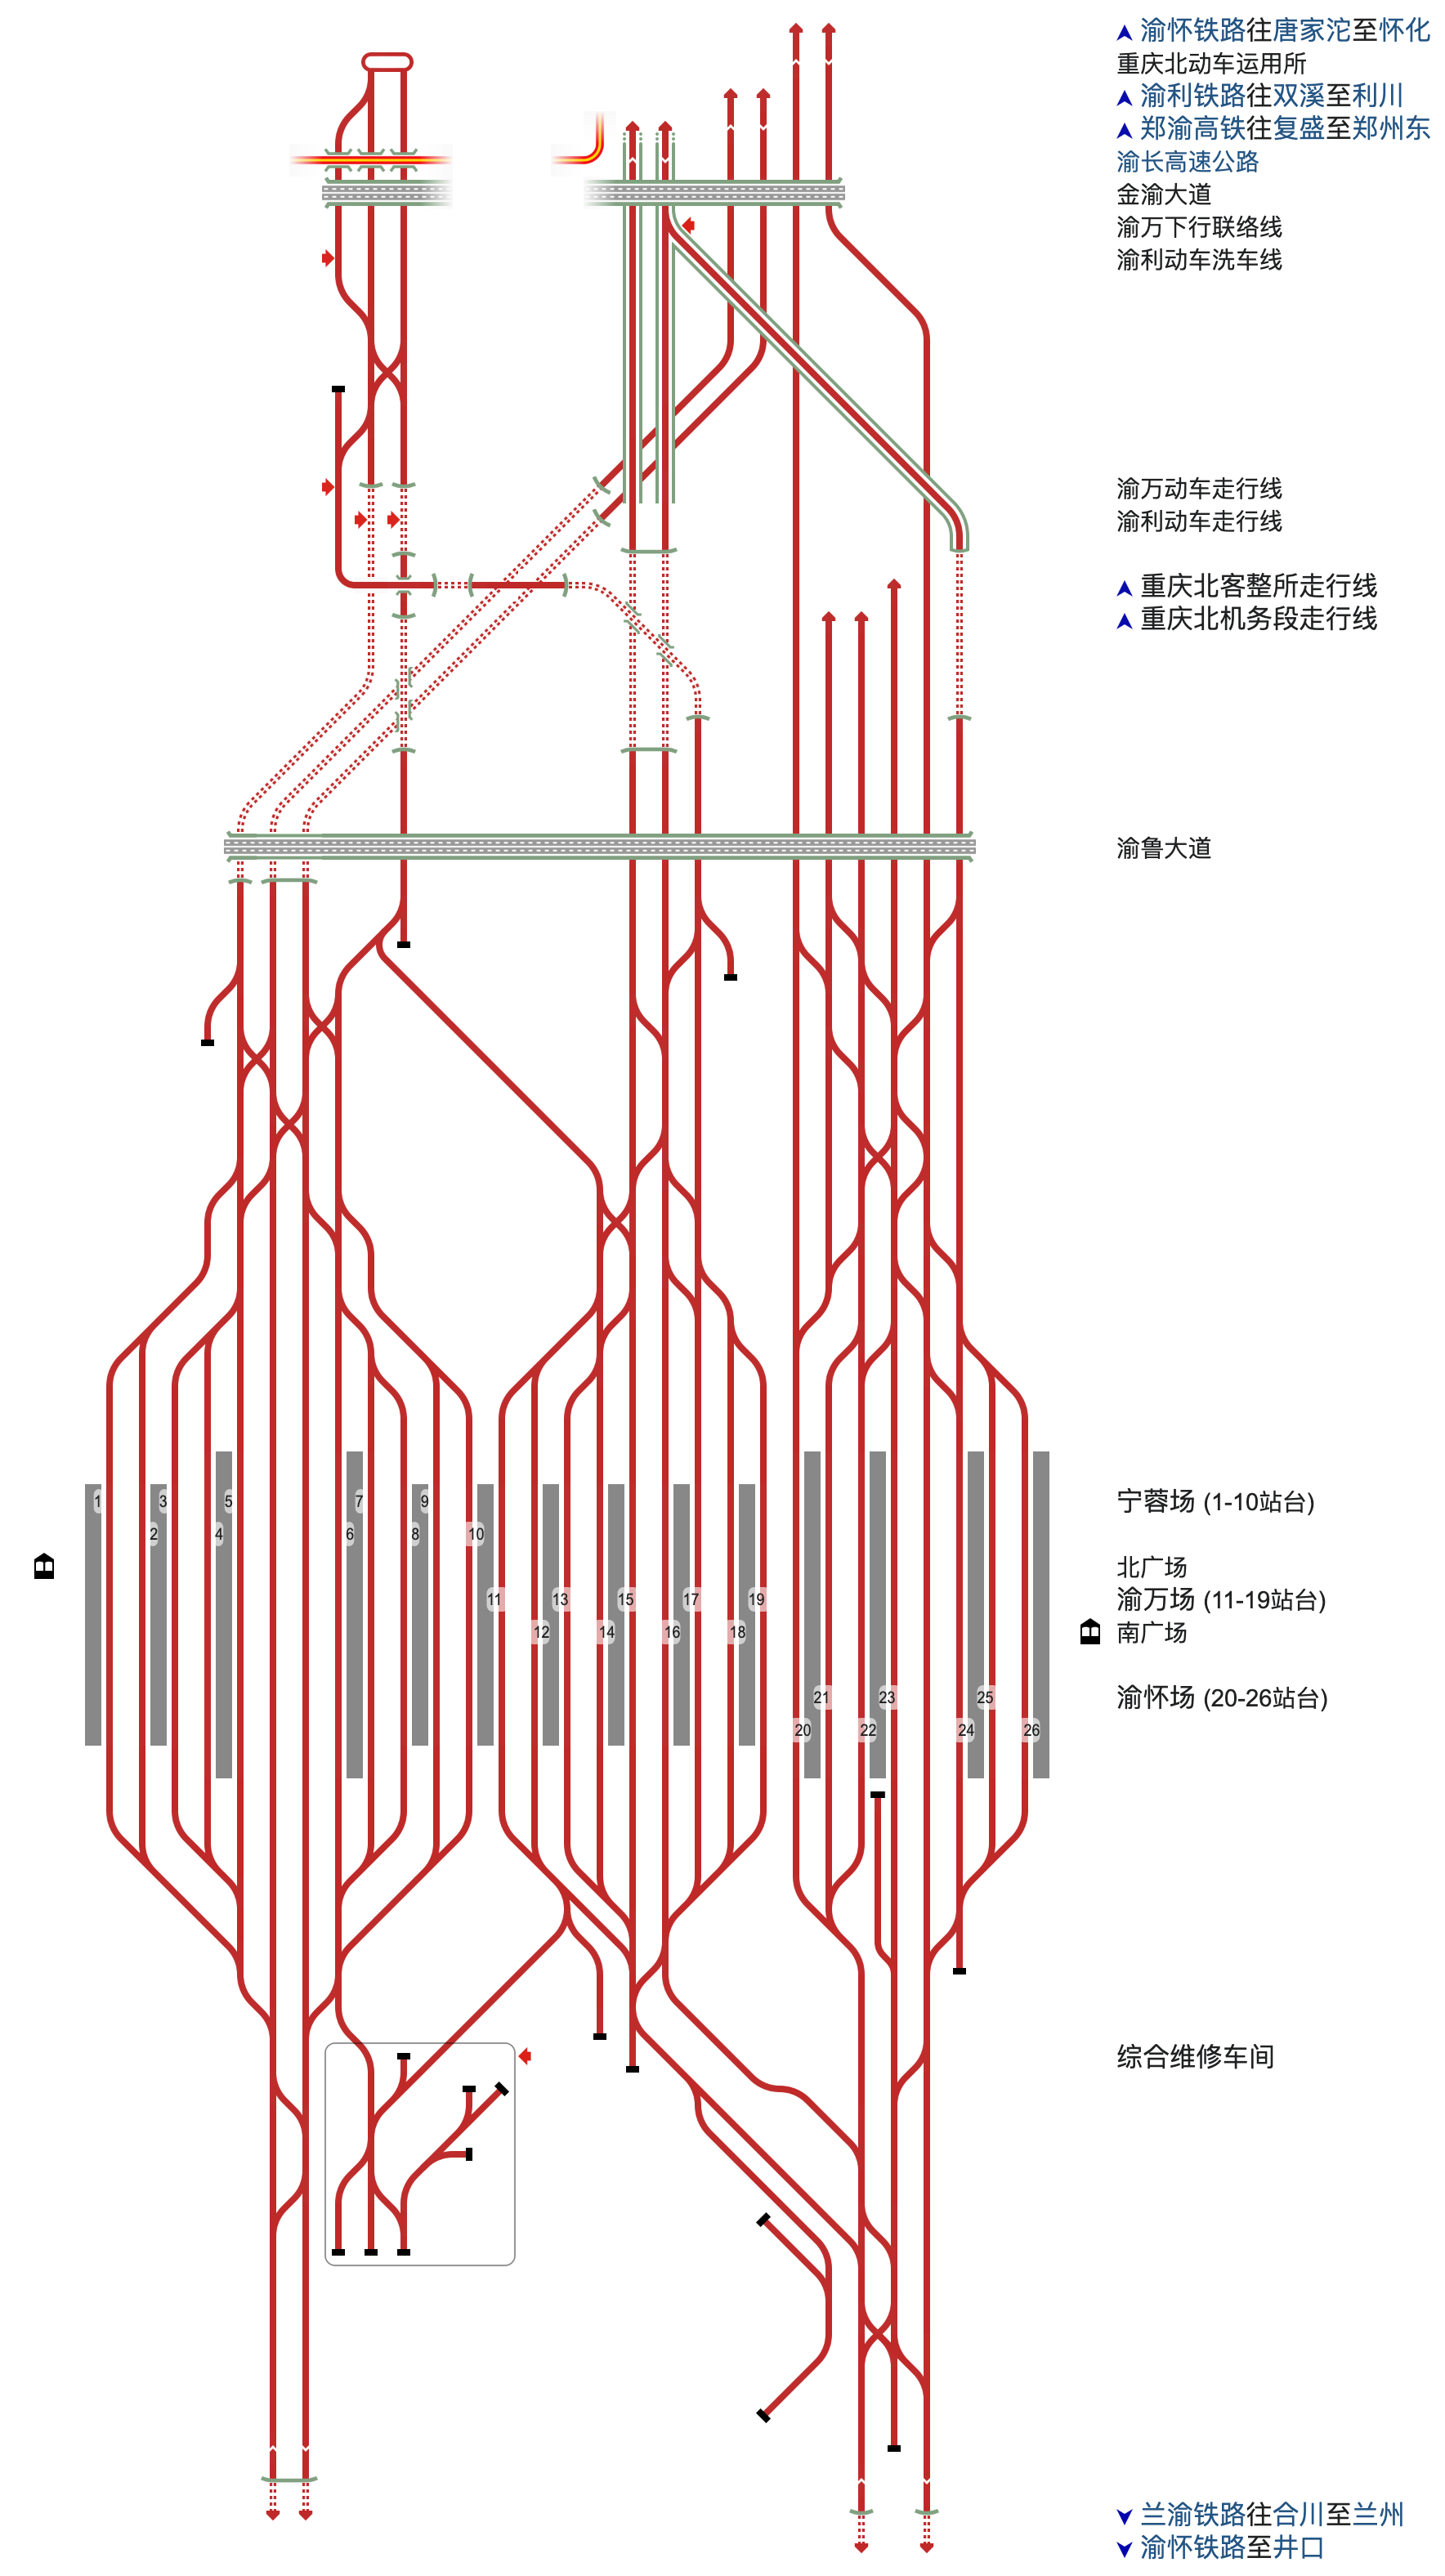 渝怀铁路往唐家沱至怀化
重庆北动车运用所
渝利铁路往双溪至利川
郑渝高铁往复盛至郑州东
渝长高速公路
金渝大道
渝万下行联络线
渝利动车洗车线
渝万动车走行线
渝利动车走行线
重庆北客整所走行线
重庆北机务段走行线
渝鲁大道
1 3 5 7 9 宁蓉场 (1-10站台)
2 4 6 8 10
北广场
11 13 15 17 19 渝万场 (11-19站台)
12 14 16 18 南广场
21 23 25 渝怀场 (20-26站台)
20 22 24 26
综合维修车间
兰渝铁路往合川至兰州
渝怀铁路至井口